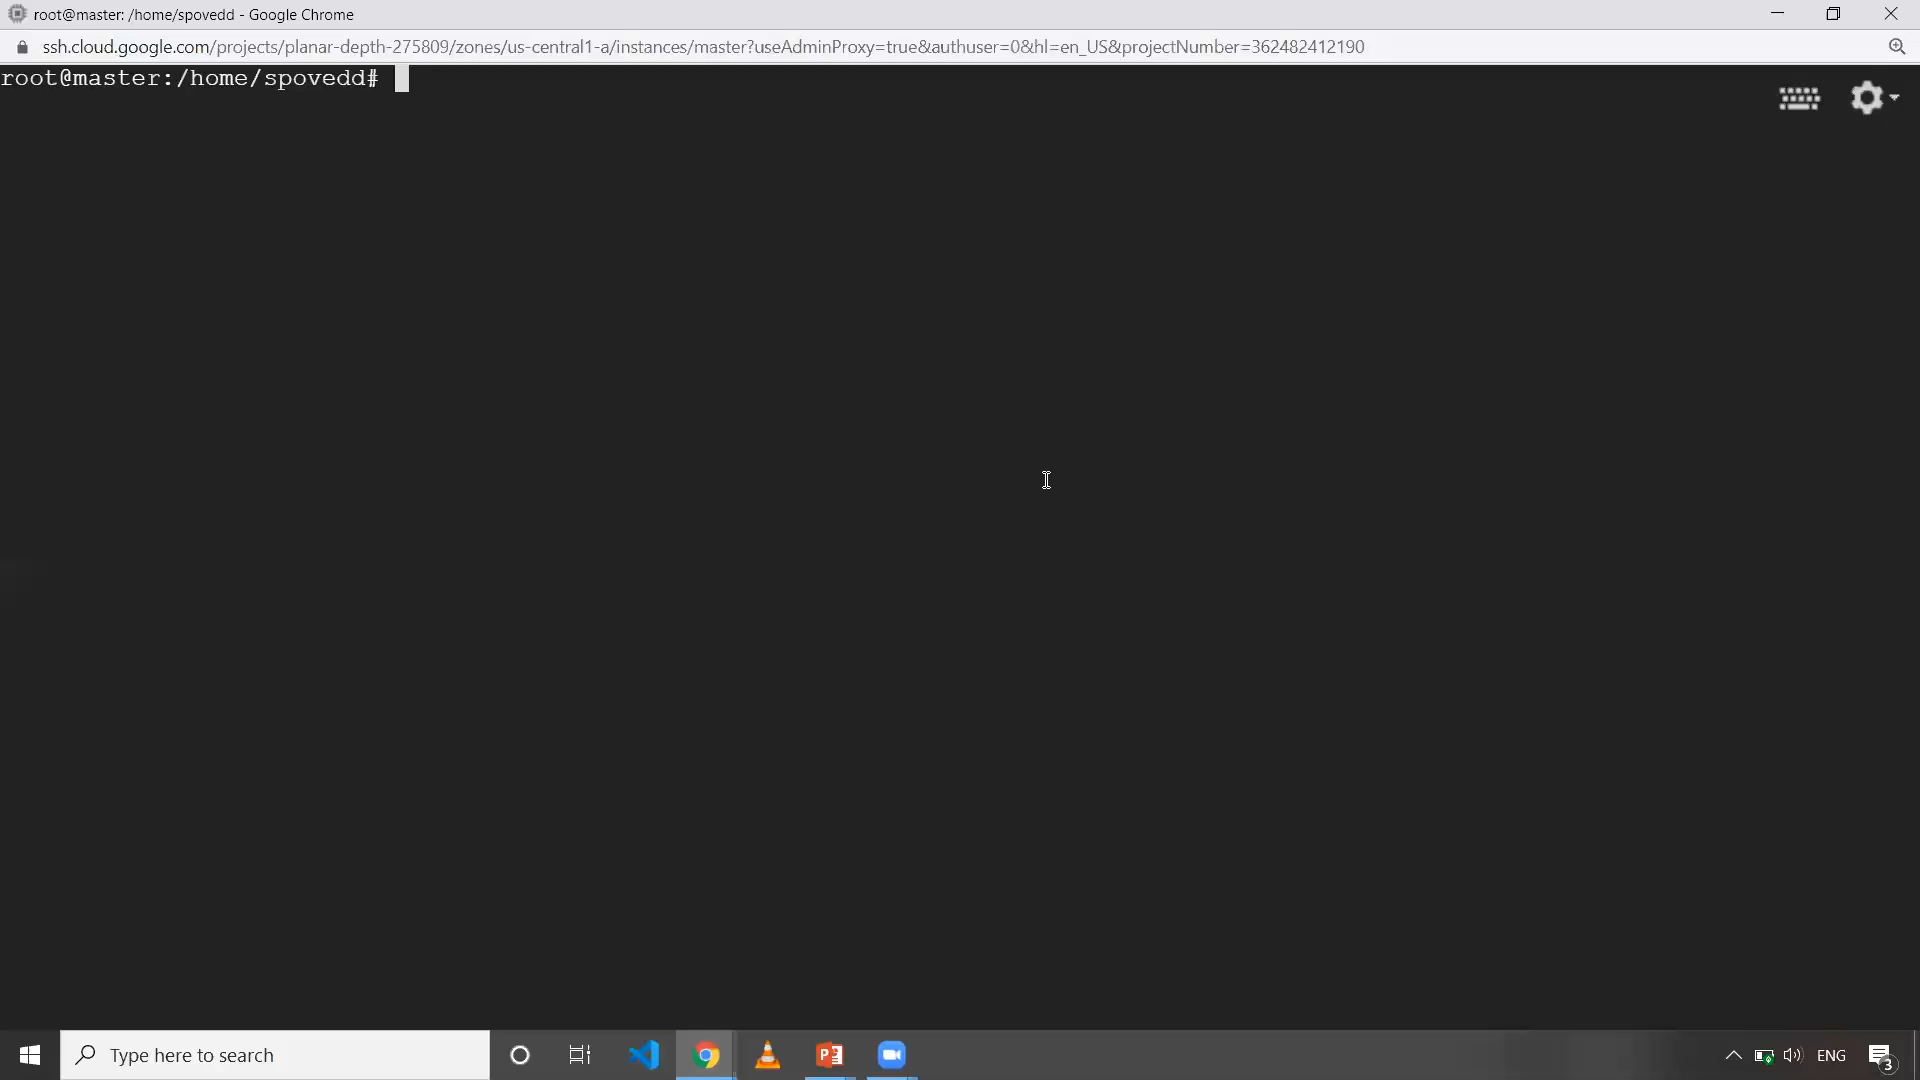 root@master: /home/spovedd - Google Chrome
ssh.cloud.google.com/projects/planar-depth-275809/zones/us-central1-a/instances/master?useAdminProxy=true&authuser=0&hl=en_US&projectNumber=362482412190
root@master:/home/spovedd#
Type here to search
ENG
3